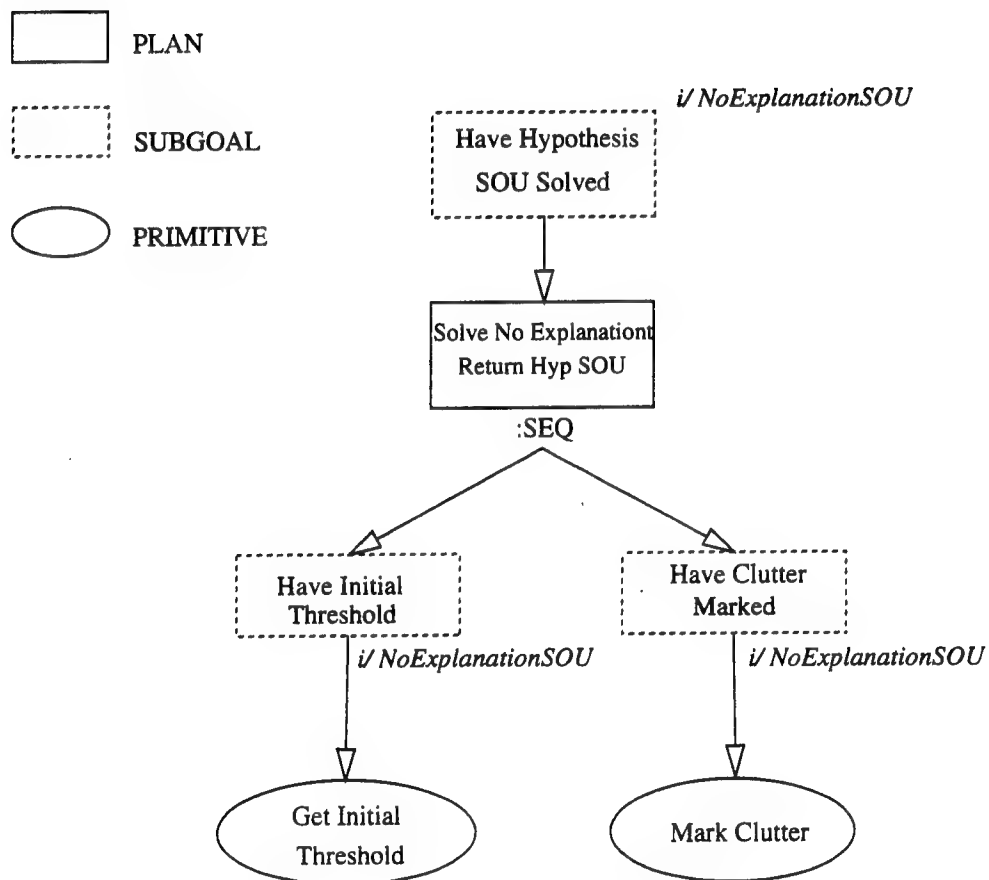 PLAN
SUBGOAL
PRIMITIVE
i/ NoExplanationSOU
Have Hypothesis
SOU Solved
Solve No Explanationt
Return Hyp SOU
:SEQ
Have Initial
Threshold
Have Clutter
Marked
i/ NoExplanationSOU
i/ NoExplanationSOU
Get Initial
Threshold
Mark Clutter